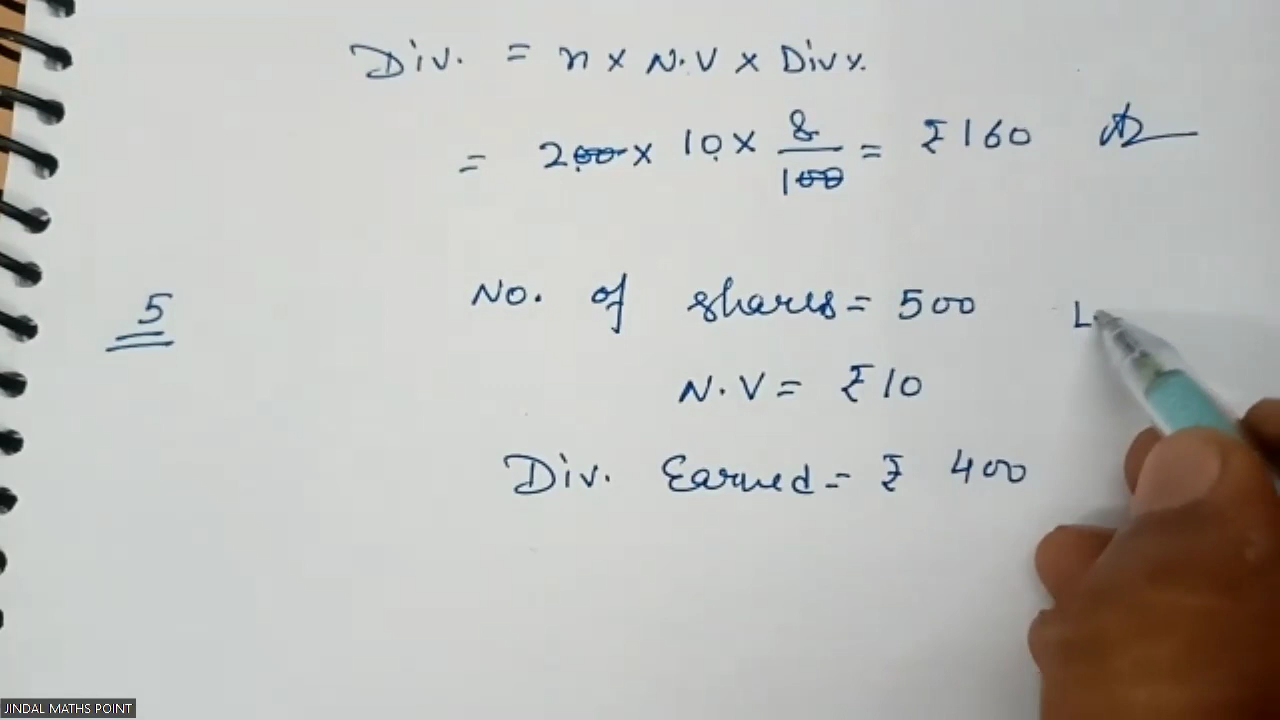 Div. = n × N.V × Div%.
= 200 × 10 × 8/100 = ₹160
5
No. of shares = 500
N.V = ₹10
Div. Earned = ₹ 400
JINDAL MATHS POINT